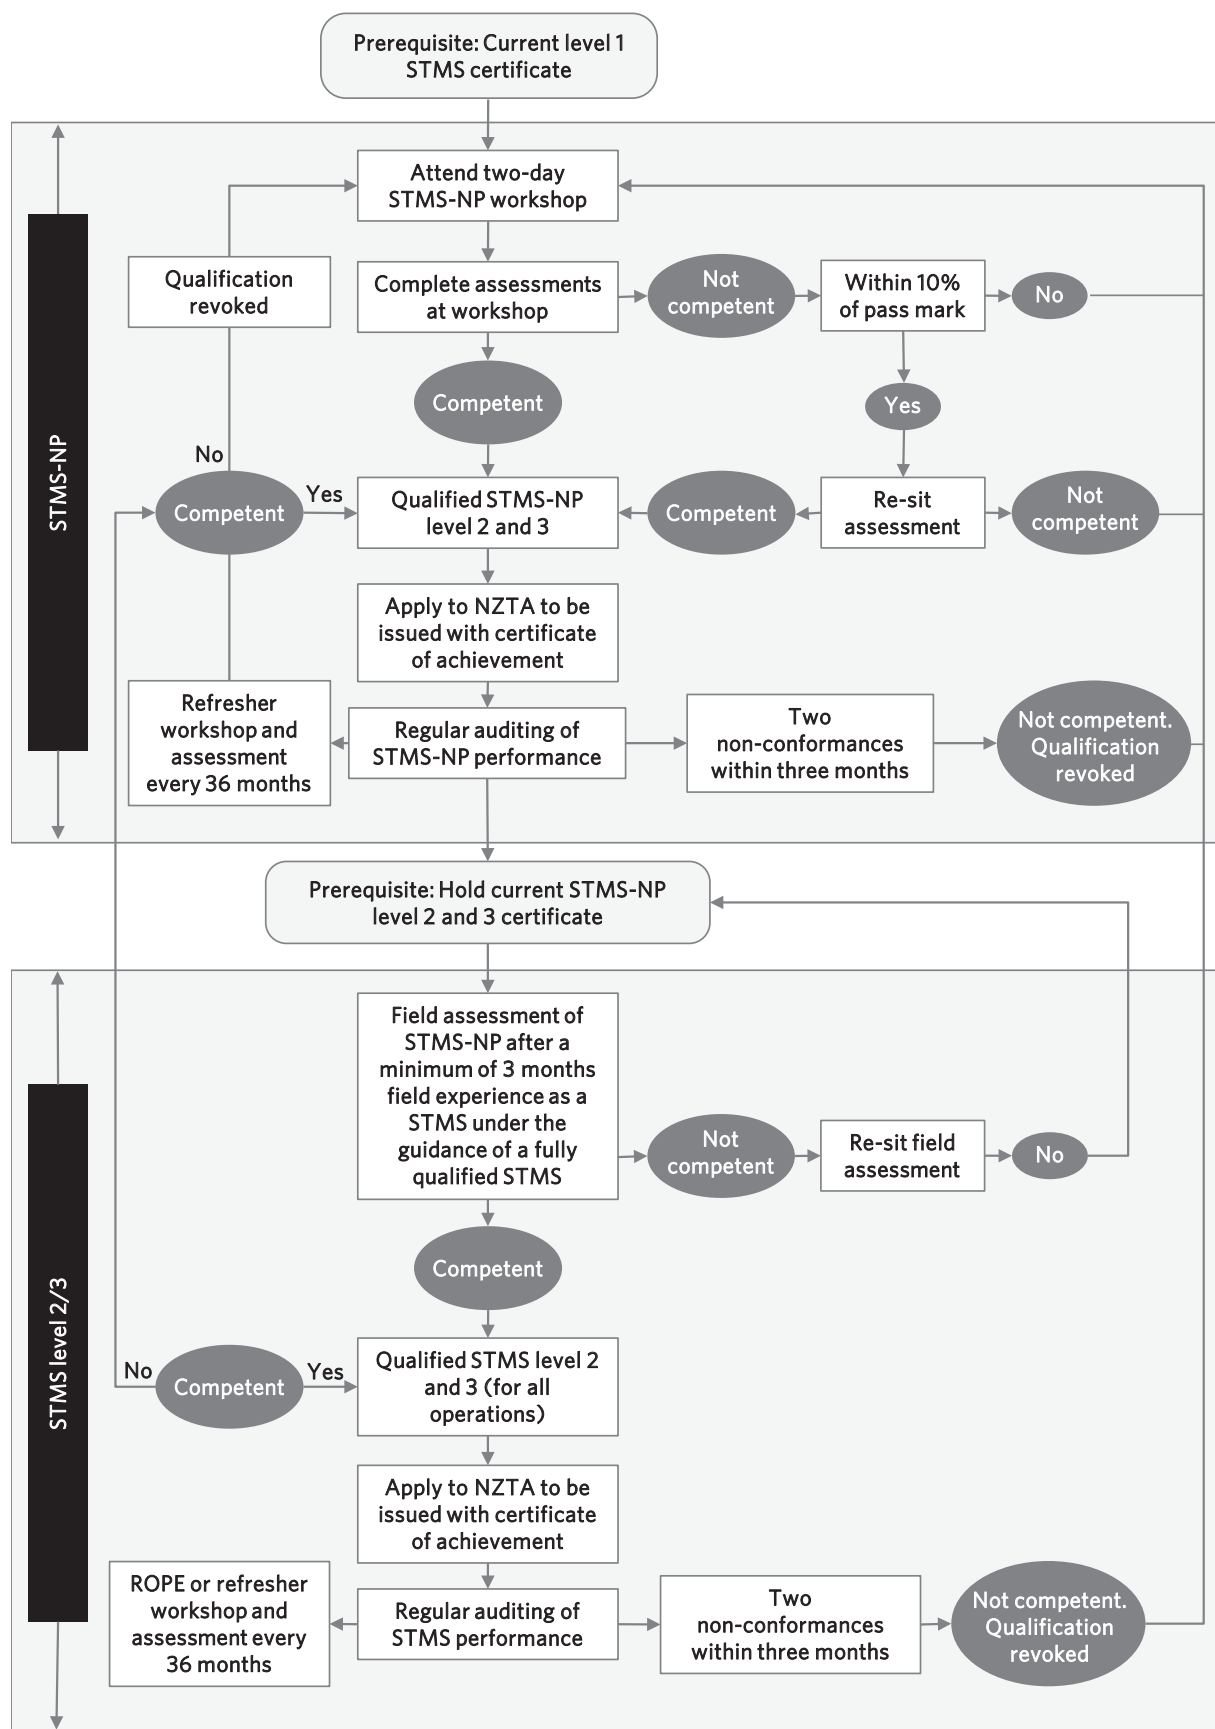 Prerequisite: Current level 1
STMS certificate
STMS-NP
Attend two-day
STMS-NP workshop
Qualification
revoked
Complete assessments
at workshop
Not
competent
Within 10%
of pass mark
No
Competent
Yes
No
Competent
Yes
Qualified STMS-NP
level 2 and 3
Competent
Re-sit
assessment
Not
competent
Apply to NZTA to be
issued with certificate
of achievement
Refresher
workshop and
assessment
every 36 months
Regular auditing of
STMS-NP performance
Two
non-conformances
within three months
Not competent.
Qualification
revoked
Prerequisite: Hold current STMS-NP
level 2 and 3 certificate
STMS level 2/3
Field assessment of
STMS-NP after a
minimum of 3 months
field experience as a
STMS under the
guidance of a fully
qualified STMS
Not
competent
Re-sit field
assessment
No
Competent
No
Competent
Yes
Qualified STMS level 2
and 3 (for all
operations)
Apply to NZTA to be
issued with certificate
of achievement
ROPE or refresher
workshop and
assessment every
36 months
Regular auditing of
STMS performance
Two
non-conformances
within three months
Not competent.
Qualification
revoked